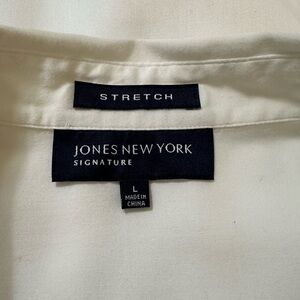 STRETCH
JONES NEW YORK
SIGNATURE
L
MADE IN
CHINA